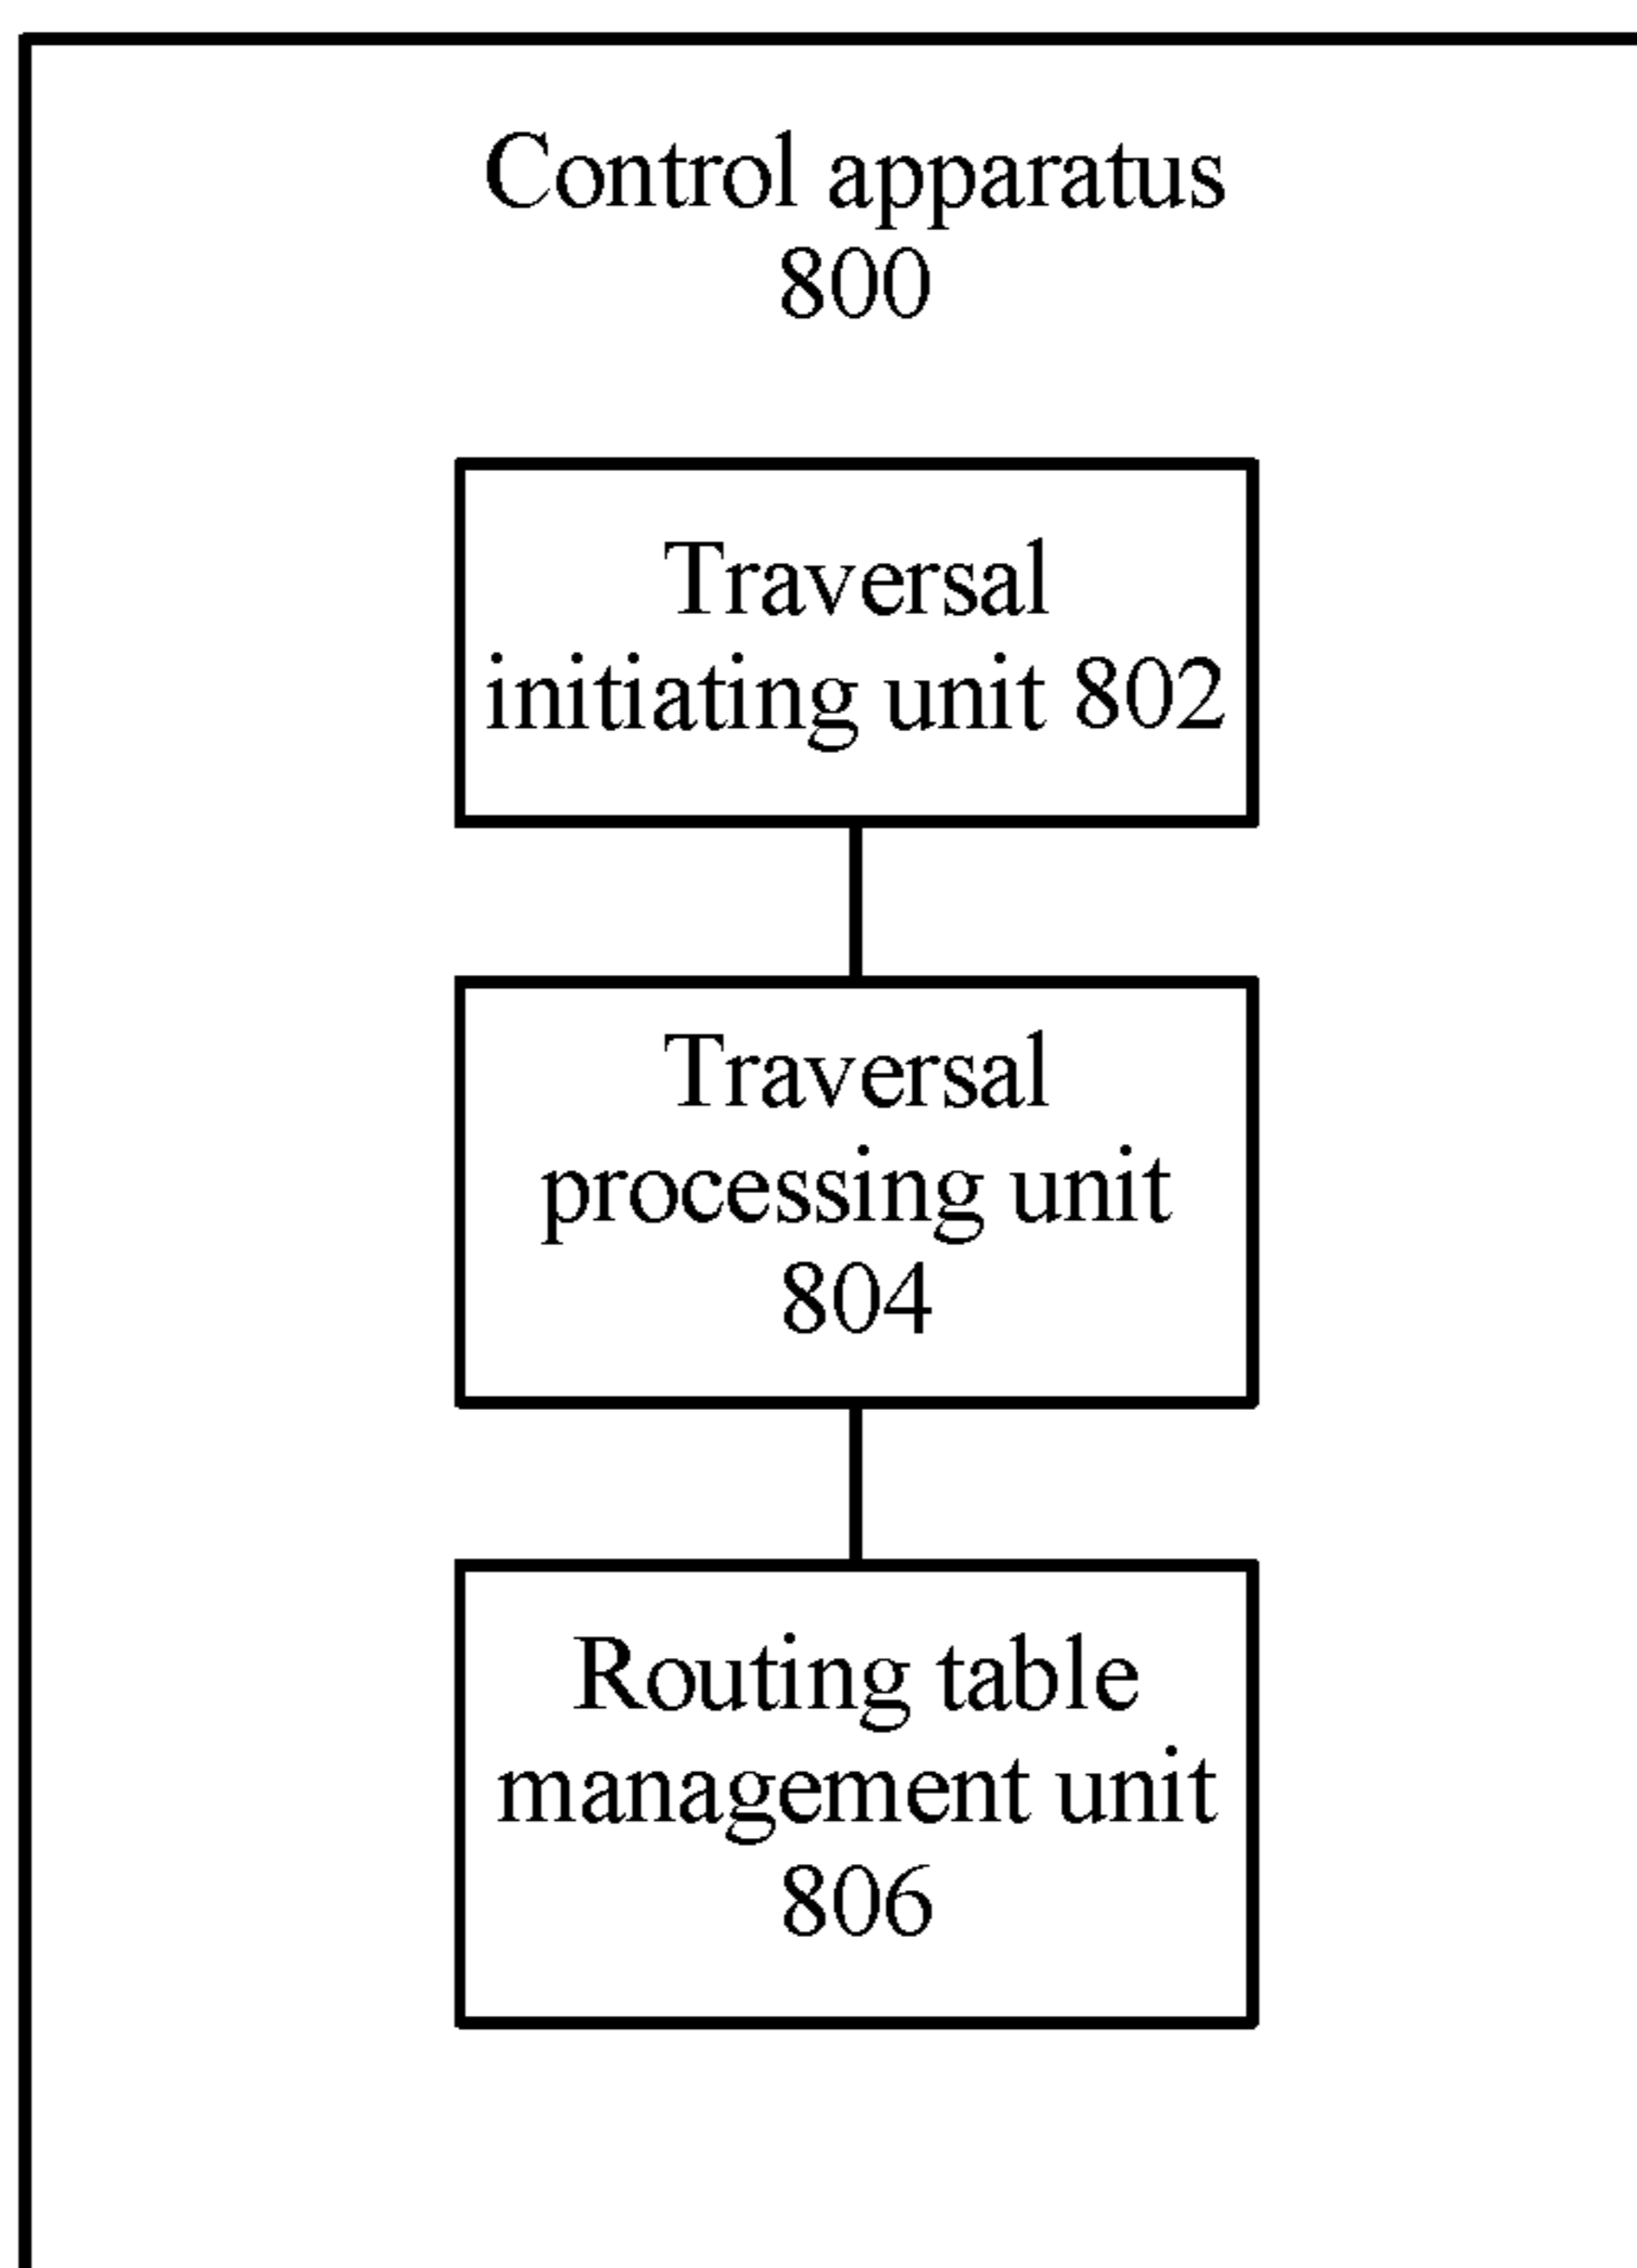 Control apparatus
800
Traversal
initiating unit 802
Traversal
processing unit
804
Routing table
management unit
806